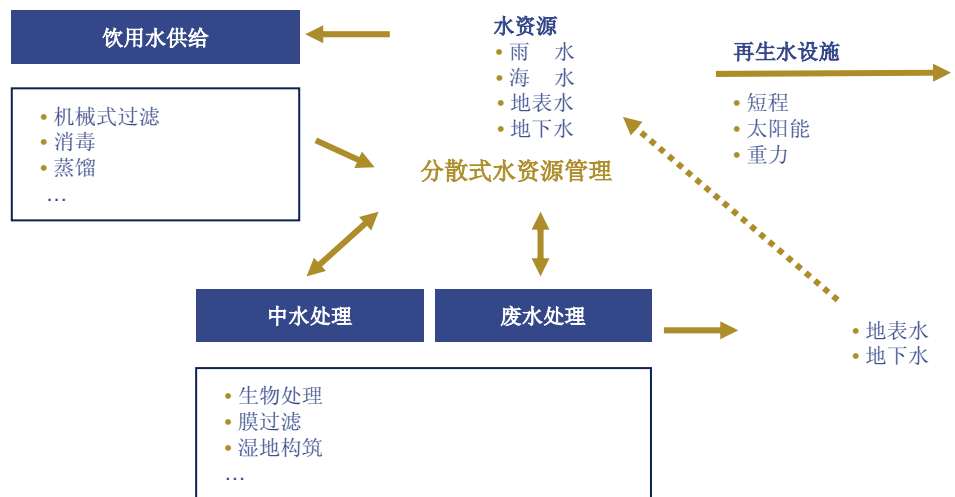 饮用水供给
• 机械式过滤
• 消毒
• 蒸馏
…
水资源
• 雨　水
• 海　水
• 地表水
• 地下水
分散式水资源管理
再生水设施
• 短程
• 太阳能
• 重力
中水处理
废水处理
• 生物处理
• 膜过滤
• 湿地构筑
…
• 地表水
• 地下水